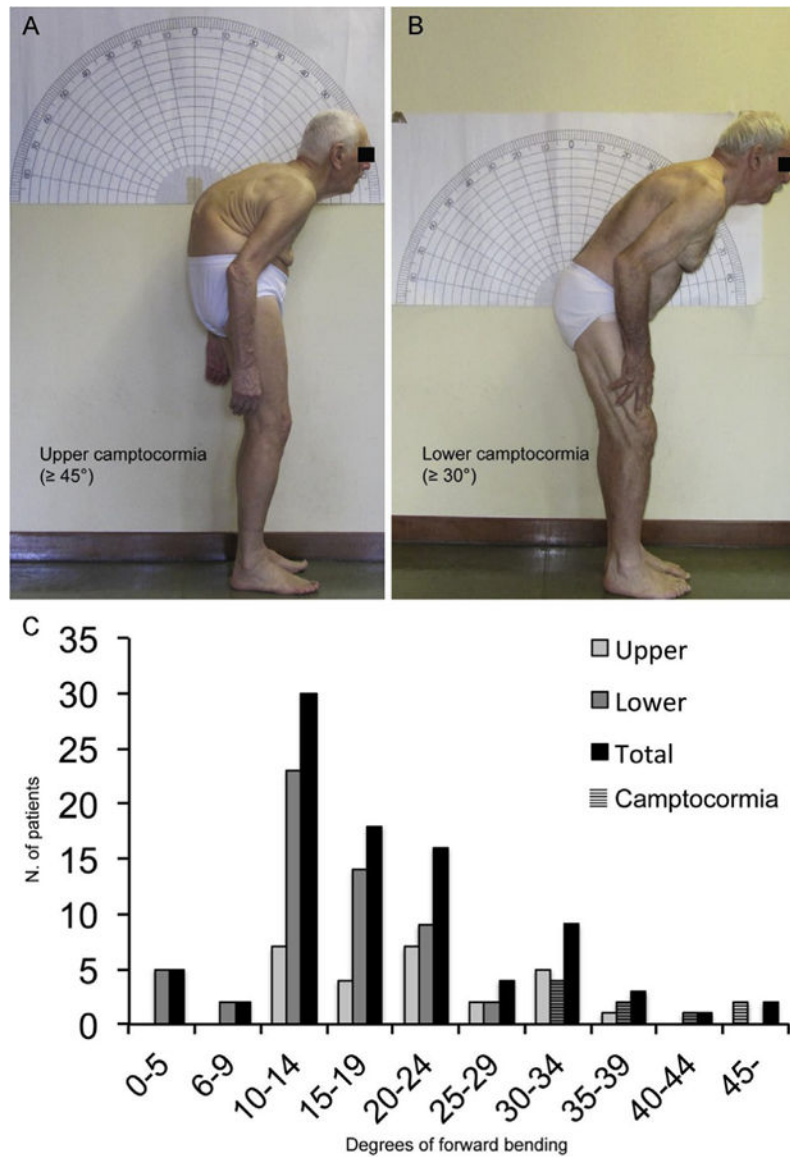 A
B
Upper camptocormia
(≥ 45°)
Lower camptocormia
(≥ 30°)
C
Upper
Lower
Total
Camptocormia
N. of patients
35
30
25
20
15
10
5
0
0-5
6-9
10-14
15-19
20-24
25-29
30-34
35-39
40-44
45-
Degrees of forward bending